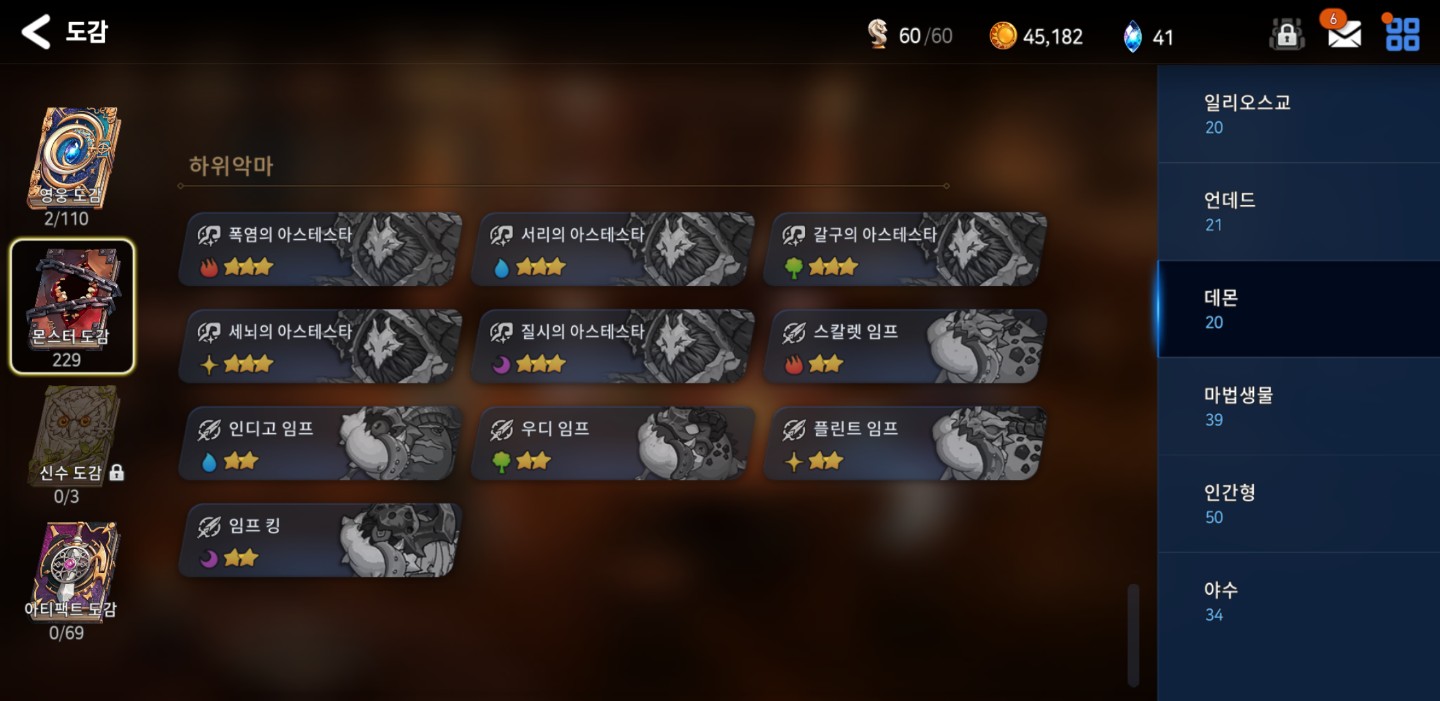 도감
60/60
45,182
41
6
영웅 도감
2/110
몬스터 도감
229
신수 도감
0/3
아티팩트 도감
0/69
하위악마
폭염의 아스테스타
서리의 아스테스타
갈구의 아스테스타
세뇌의 아스테스타
질시의 아스테스타
스칼렛 임프
인디고 임프
우디 임프
플린트 임프
임프 킹
일리오스교
20
언데드
21
데몬
20
마법생물
39
인간형
50
야수
34